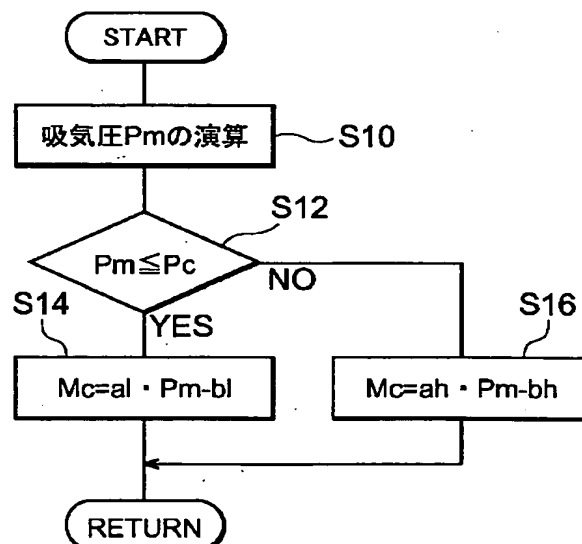 START
吸気圧Pmの演算
S10
S12
Pm≦Pc
NO
YES
S14
S16
Mc=al・Pm-bl
Mc=ah・Pm-bh
RETURN